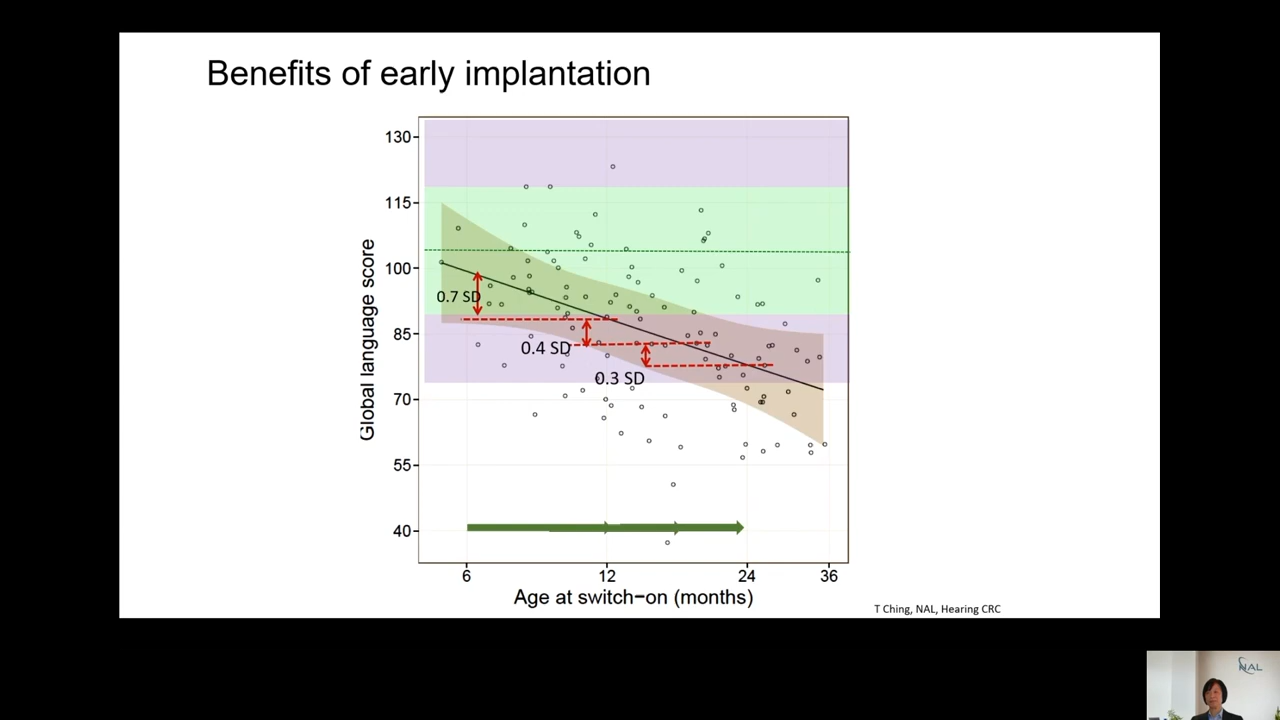 Benefits of early implantation
130
115
100
85
70
55
40
Global language score
0.7 SD
0.4 SD
0.3 SD
6
12
24
36
Age at switch−on (months)
T Ching, NAL, Hearing CRC
NAL